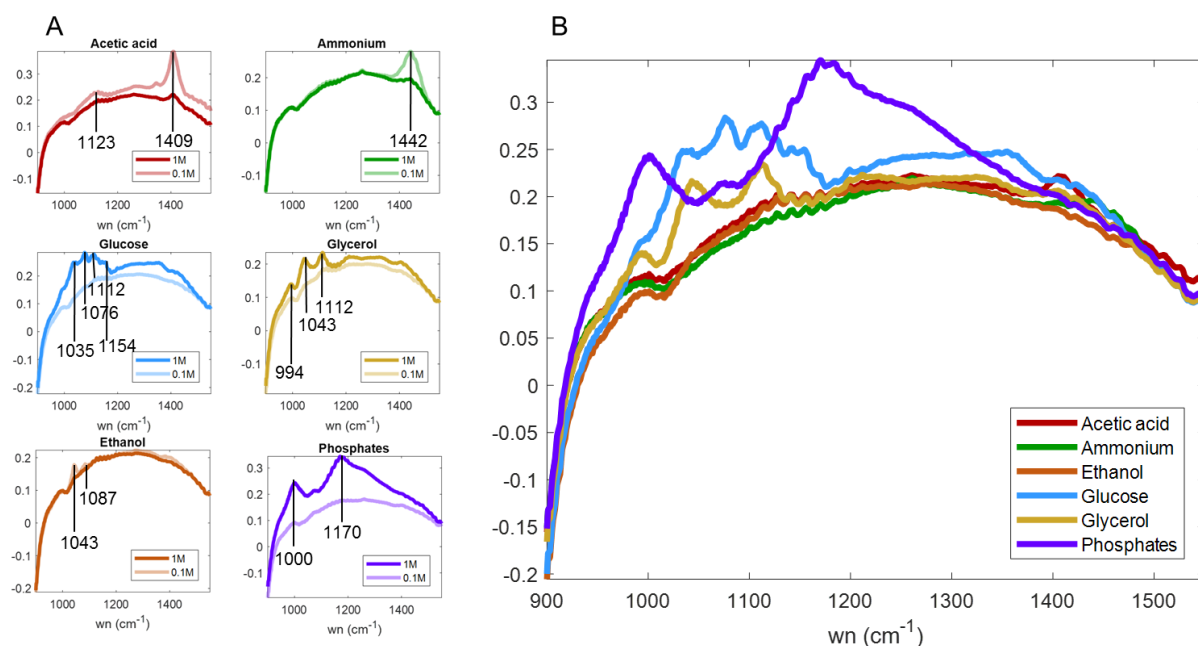 A
Acetic acid
0.3
0.2
0.1
0
-0.1
1123
1409
1M
0.1M
1000
1200
1400
wn (cm-1)
Ammonium
0.2
0.1
0
-0.1
1442
1M
0.1M
1000
1200
1400
wn (cm-1)
Glucose
0.2
0.1
0
-0.1
0.2
1112
1076
1035
1154
1M
0.1M
1000
1200
1400
Glycerol
0.2
0.1
0
-0.1
1112
1043
994
1M
0.1M
1000
1200
1400
Ethanol
0.2
0.1
0
0.1
0.2
1087
1043
1M
0.1M
1000
1200
1400
wn (cm-1)
Phosphates
0.3
0.2
0.1
0
-0.1
1170
1000
1M
0.1M
1000
1200
1400
wn (cm-1)
B
0.3
0.25
0.2
0.15
0.1
0.05
0
-0.05
-0.1
-0.15
-0.2
Acetic acid
Ammonium
Ethanol
Glucose
Glycerol
Phosphates
900
1000
1100
1200
1300
1400
1500
wn (cm-1)